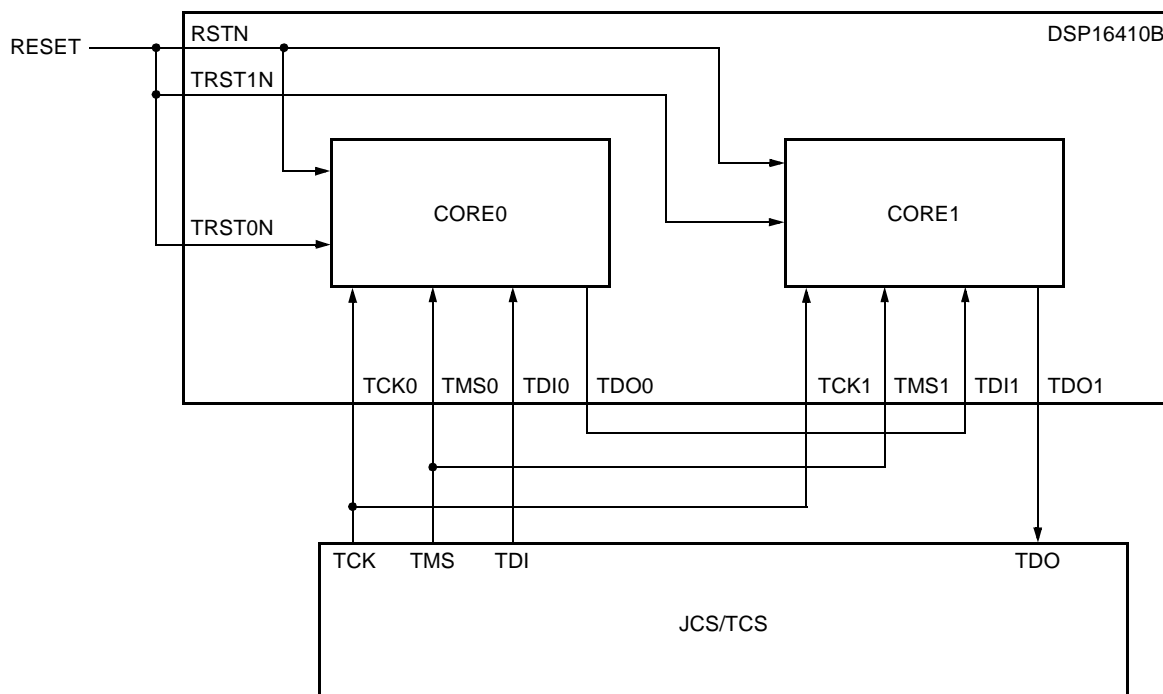 RSTN
DSP16410B
RESET
TRST1N
CORE0
CORE1
TRST0N
TCK0
TMS0
TDI0
TDO0
TCK1
TMS1
TDI1
TDO1
TCK
TMS
TDI
TDO
JCS/TCS